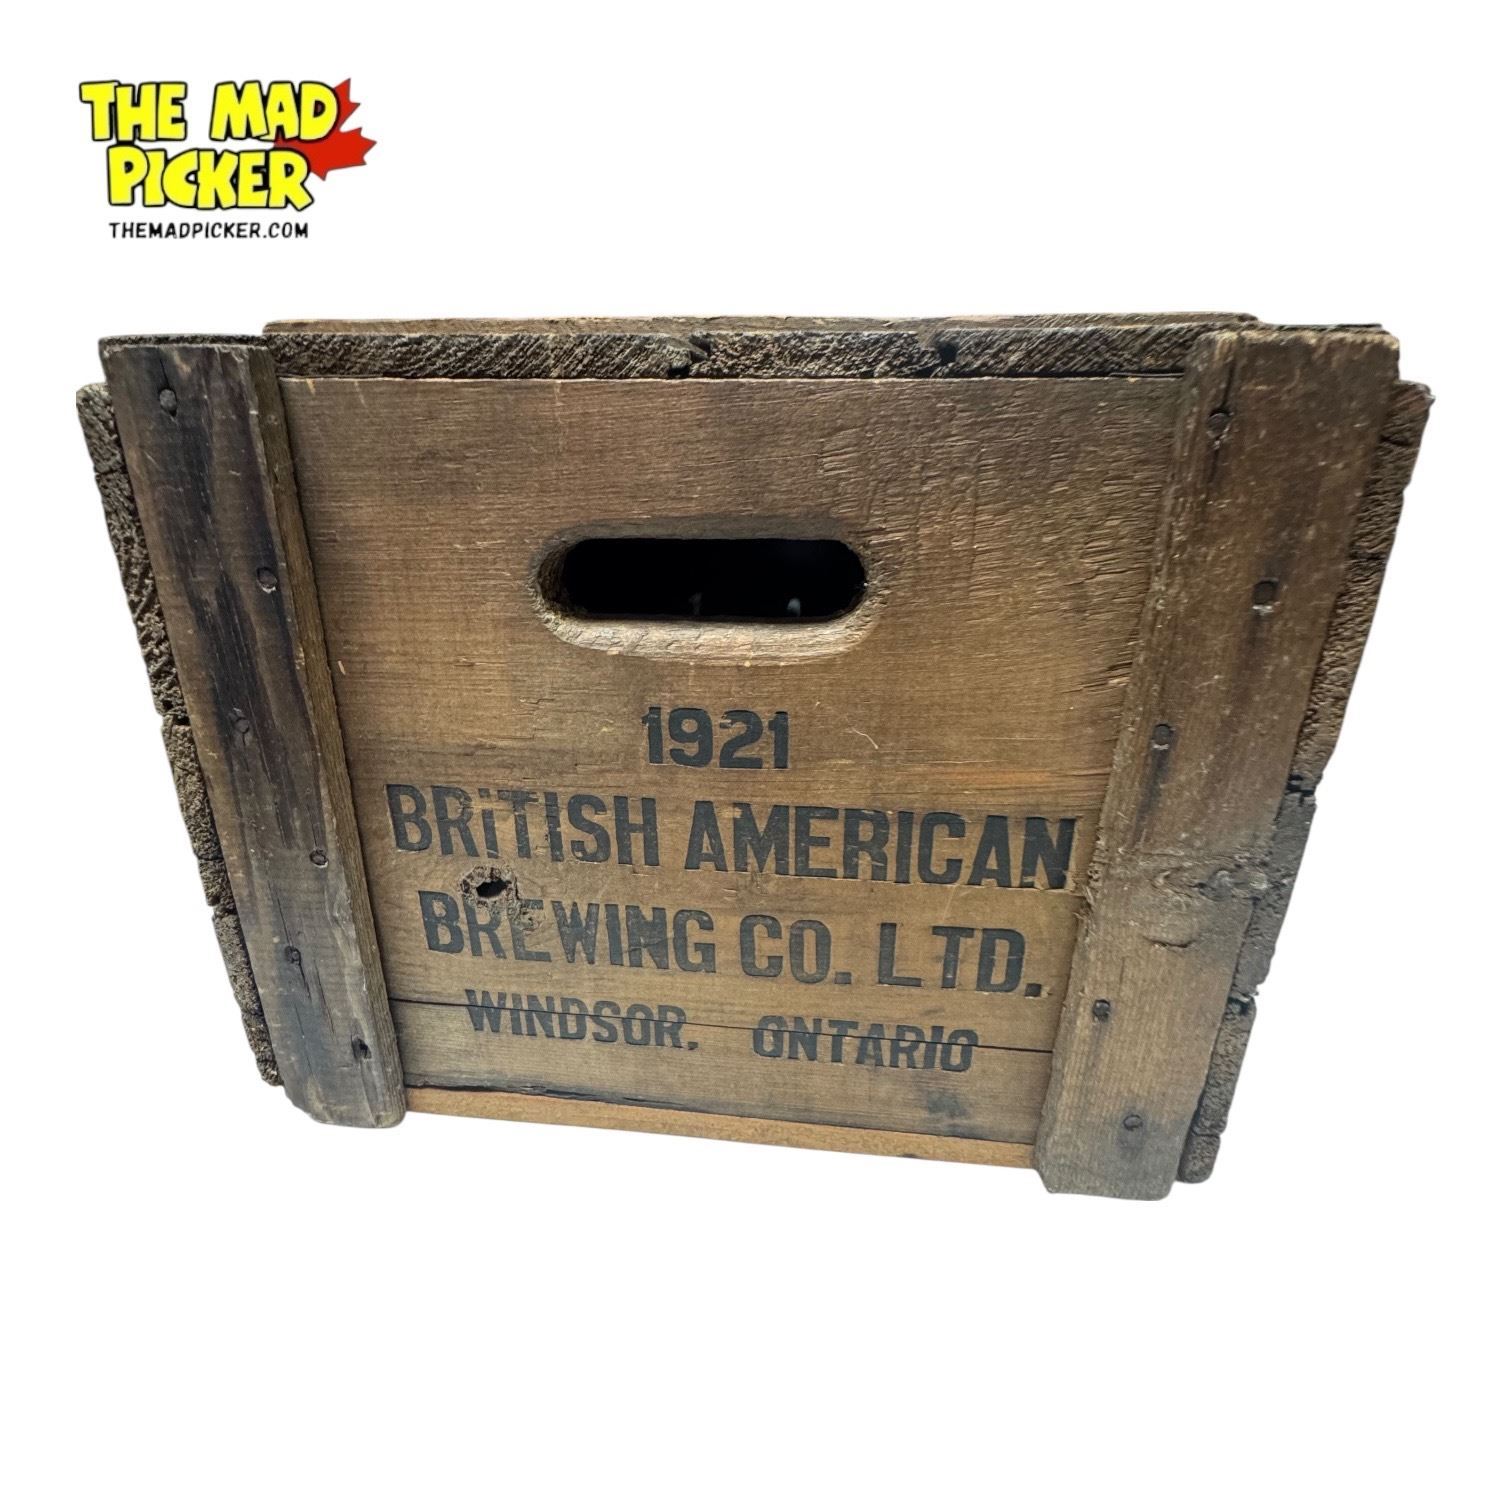 THE MAD
PICKER
THEMADPICKER.COM
1921
BRiTISH AMERICAN
BREWING CO. LTD.
WINDSOR. ONTARIO